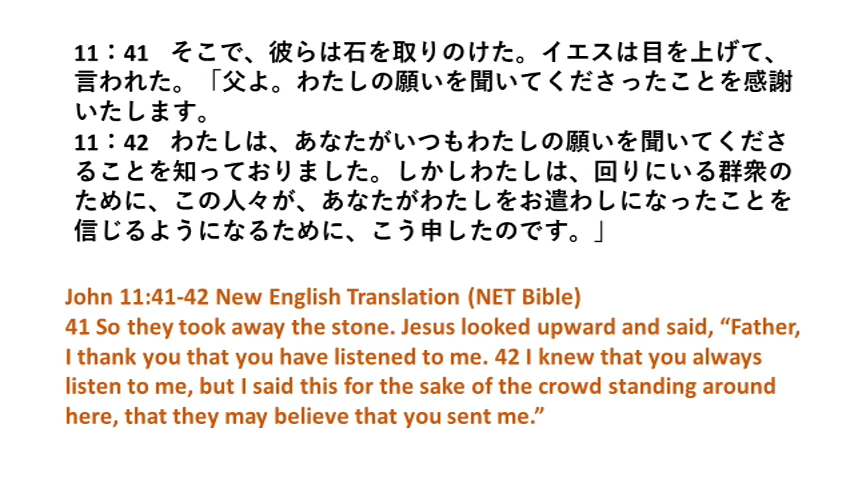 11：41　そこで、彼らは石を取りのけた。イエスは目を上げて、
言われた。「父よ。わたしの願いを聞いてくださったことを感謝
いたします。
11：42　わたしは、あなたがいつもわたしの願いを聞いてくださ
ることを知っておりました。しかしわたしは、回りにいる群衆の
ために、この人々が、あなたがわたしをお遣わしになったことを
信じるようになるために、こう申したのです。」
John 11:41-42 New English Translation (NET Bible)
41 So they took away the stone. Jesus looked upward and said, “Father,
I thank you that you have listened to me. 42 I knew that you always
listen to me, but I said this for the sake of the crowd standing around
here, that they may believe that you sent me.”